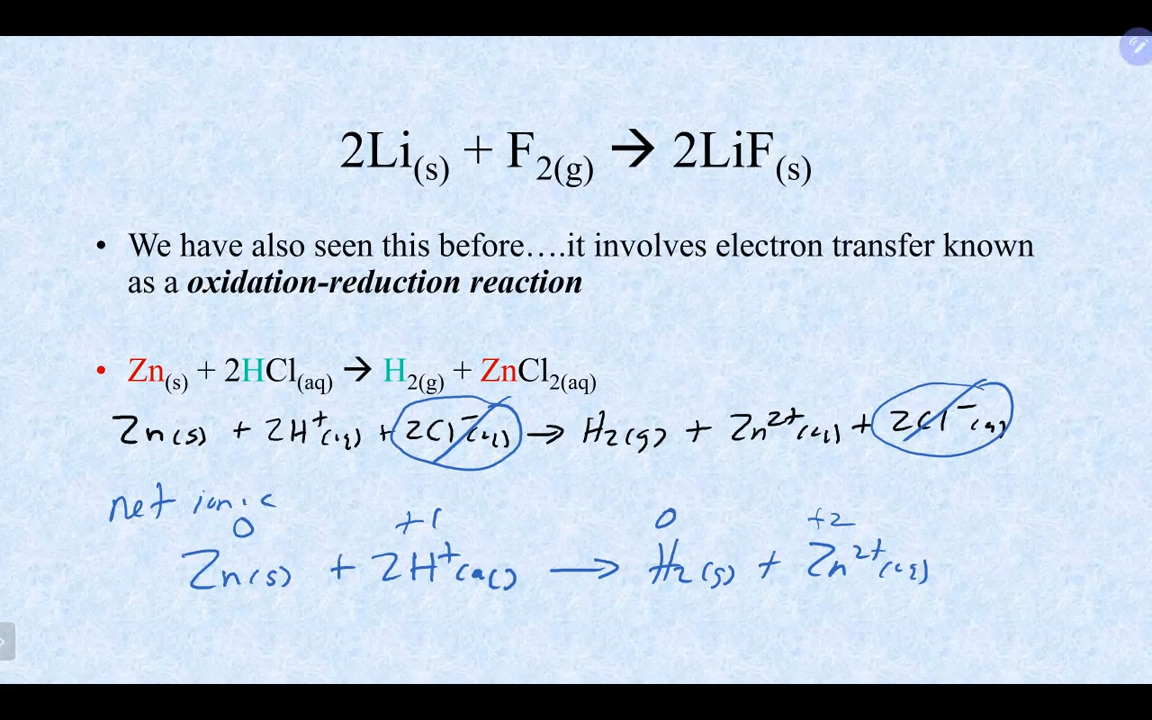 2Li(s) + F2(g) → 2LiF(s)
• We have also seen this before….it involves electron transfer known
as a oxidation-reduction reaction
• Zn(s) + 2HCl(aq) → H2(g) + ZnCl2(aq)
Zn(s) + 2H+(aq) + 2Cl-(aq) → H2(g) + Zn2+(aq) + 2Cl-(aq)
net ionic
0 +1 0 +2
Zn(s) + 2H+(aq) → H2(g) + Zn2+(aq)